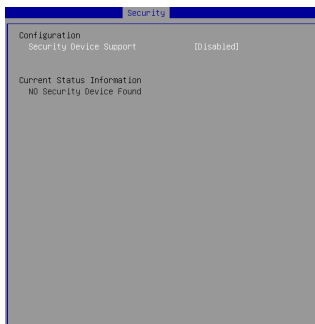 Security
Configuration
Security Device Support [Disabled]
Current Status Information
NO Security Device Found